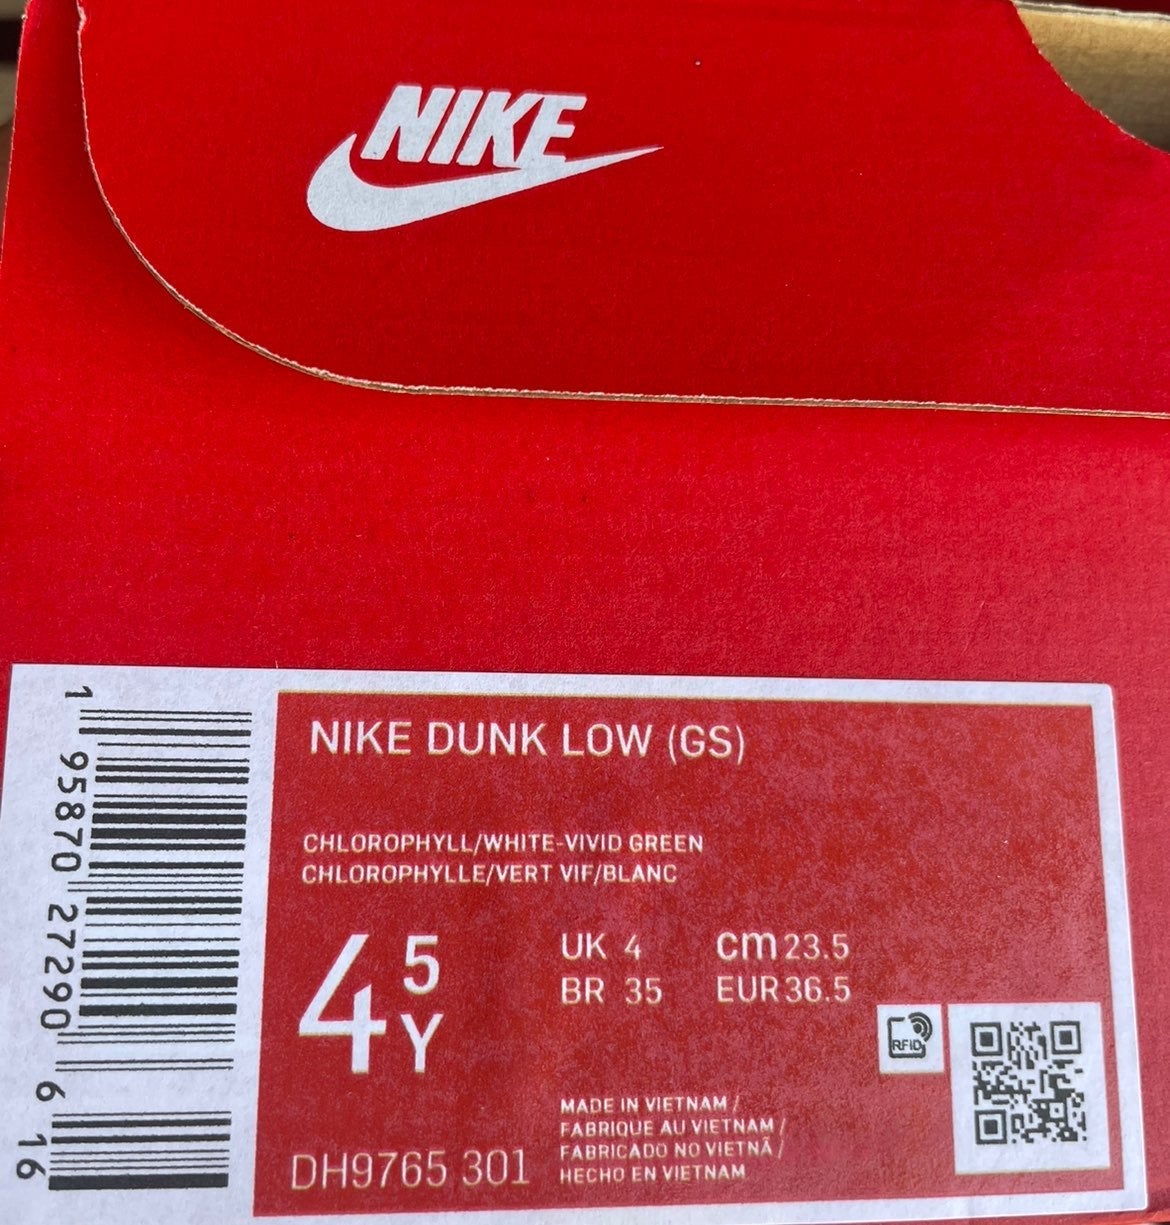 NIKE
NIKE DUNK LOW (GS)
CHLOROPHYLL/WHITE-VIVID GREEN
CHLOROPHYLLE/VERT VIF/BLANC
4 5 Y
UK 4 cm 23.5
BR 35 EUR 36.5
RFID
MADE IN VIETNAM /
FABRIQUE AU VIETNAM /
FABRICADO NO VIETNÃ /
HECHO EN VIETNAM
DH9765 301
1 95870 27290 6 16